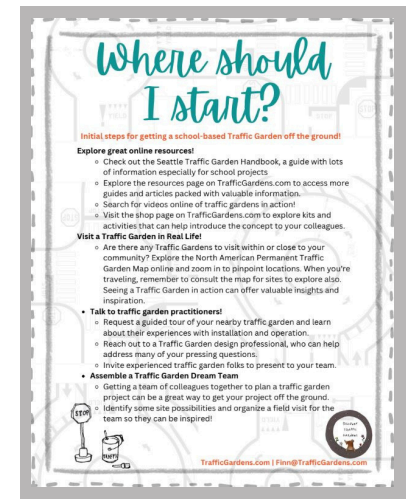 Where should
I start?
Initial steps for getting a school-based Traffic Garden off the ground!
Explore great online resources!
Check out the Seattle Traffic Garden Handbook, a guide with lots
of information especially for school projects
Explore the resources page on TrafficGardens.com to access more
guides and articles packed with valuable information.
Search for videos online of traffic gardens in action!
Visit the shop page on TrafficGardens.com to explore kits and
activities that can help introduce the concept to your colleagues.
Visit a Traffic Garden in Real Life!
Are there any Traffic Gardens to visit within or close to your
community? Explore the North American Permanent Traffic
Garden Map online and zoom in to pinpoint locations. When you're
traveling, remember to consult the map for sites to explore also.
Seeing a Traffic Garden in action can offer valuable insights and
inspiration.
• Talk to traffic garden practitioners!
Request a guided tour of your nearby traffic garden and learn
about their experiences with installation and operation.
Reach out to a Traffic Garden design professional, who can help
address many of your pressing questions.
Invite experienced traffic garden folks to present to your team.
• Assemble a Traffic Garden Dream Team
Getting a team of colleagues together to plan a traffic garden
project can be a great way to get your project off the ground.
Identify some site possibilities and organize a field visit for the
team so they can be inspired!
STOP
PAINT
DISCOVER
TRAFFIC
GARDENS
TrafficGardens.com | Finn@TrafficGardens.com